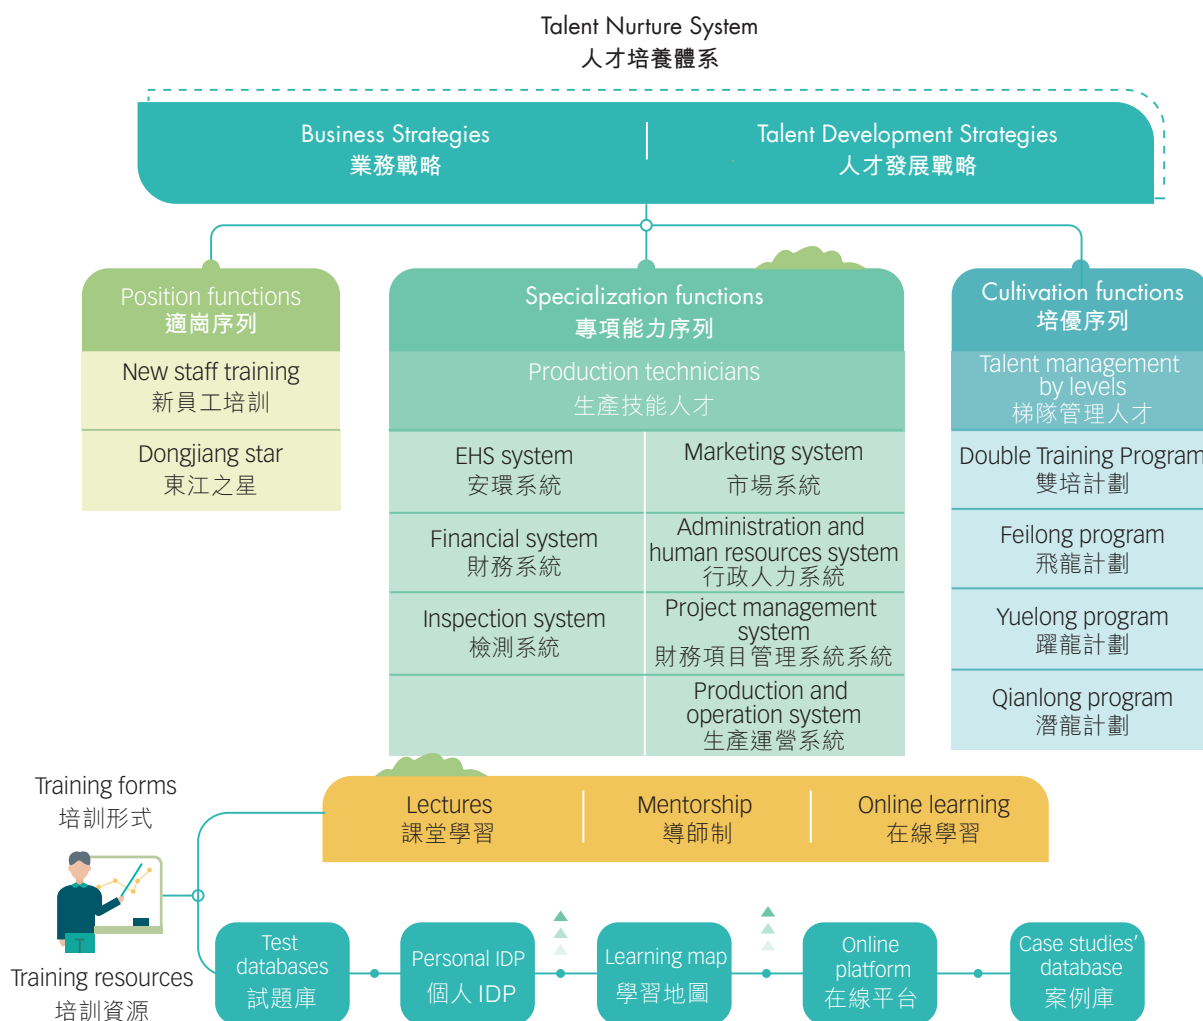 Talent Nurture System
人才培養體系
Business Strategies
業務戰略
Talent Development Strategies
人才發展戰略
Position functions
適崗序列
New staff training
新員工培訓
Dongjiang star
東江之星
Specialization functions
專項能力序列
Production technicians
生產技能人才
EHS system
安環系統
Marketing system
市場系統
Financial system
財務系統
Administration and
human resources system
行政人力系統
Inspection system
檢測系統
Project management
system
財務項目管理系統系統
Production and
operation system
生產運營系統
Cultivation functions
培優序列
Talent management
by levels
梯隊管理人才
Double Training Program
雙培計劃
Feilong program
飛龍計劃
Yuelong program
躍龍計劃
Qianlong program
潛龍計劃
Training forms
培訓形式
Lectures
課堂學習
Mentorship
導師制
Online learning
在線學習
T
Training resources
培訓資源
Test
databases
試題庫
Personal IDP
個人 IDP
Learning map
學習地圖
Online
platform
在線平台
Case studies'
database
案例庫